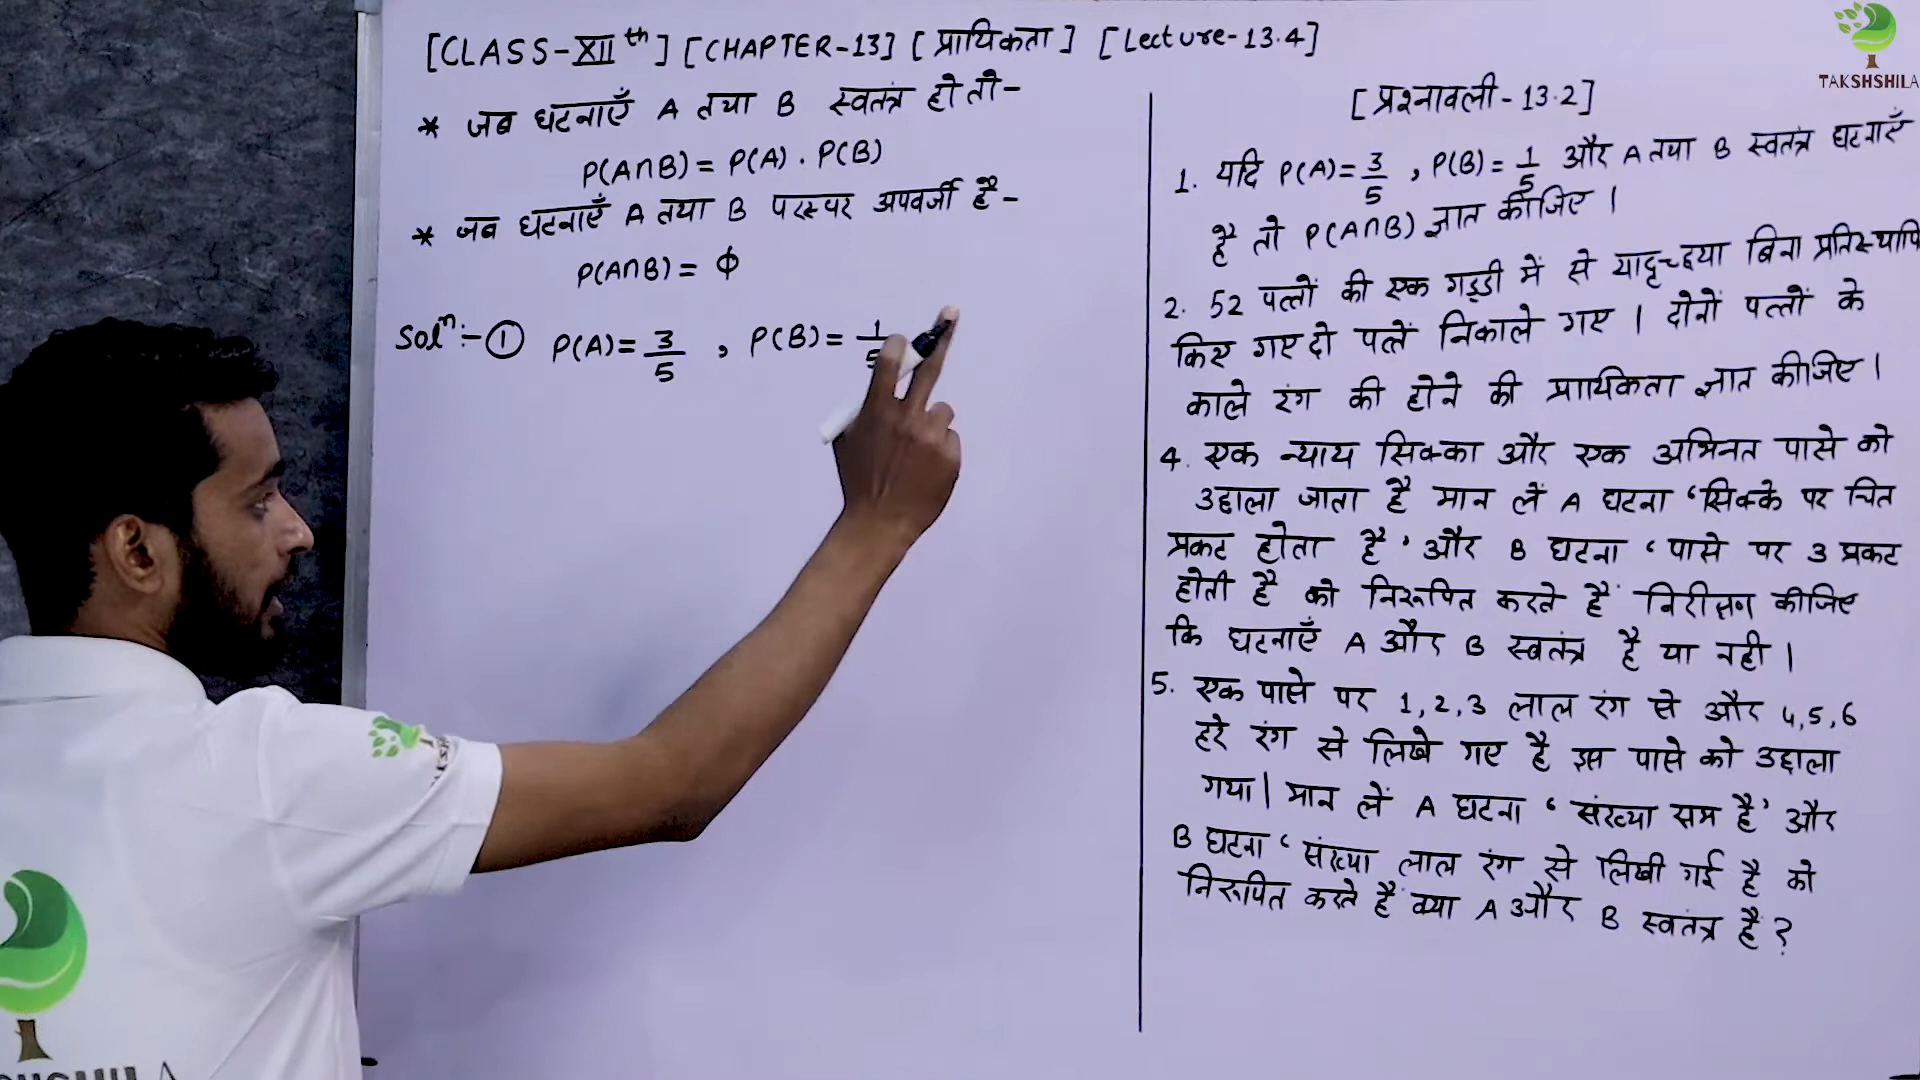 [CLASS-XIIth] [CHAPTER-13] [प्रायिकता] [Lecture-13.4]
* जब घटनाएँ A तथा B स्वतंत्र हो तो-
P(A∩B) = P(A) . P(B)
* जब घटनाएँ A तथा B परस्पर अपवर्जी है-
P(A∩B) = ϕ
Solⁿ:- ① P(A)= 3/5 , P(B)= 1/5
[प्रश्नावली-13.2]
1. यदि P(A)= 3/5 , P(B)= 1/5 और A तथा B स्वतंत्र घटनाएँ
है तो P(A∩B) ज्ञात कीजिए |
2. 52 पत्तों की एक गड्डी में से यादृच्छया बिना
किए गए दो पत्तें निकाले गए | दोनों पत्तों के
काले रंग की होने की प्रायिकता ज्ञात कीजिए |
4. एक न्याय सिक्का और एक अभिनत पासे को
उछाला जाता है मान लें A घटना ‘सिक्के पर चित
प्रकट होता है’ और B घटना ‘पासे पर 3 प्रकट
होती है को निरूपित करते हैं निरीक्षण कीजिए
कि घटनाएँ A और B स्वतंत्र है या नही |
5. एक पासे पर 1,2,3 लाल रंग से और 4,5,6
हरे रंग से लिखे गए है इस पासे को उछाला
गया| मान लें A घटना ‘संख्या सम है’ और
B घटना ‘संख्या लाल रंग से लिखी गई है को
निरूपित करते हैं क्या A और B स्वतंत्र है?
TAKSHSHILA